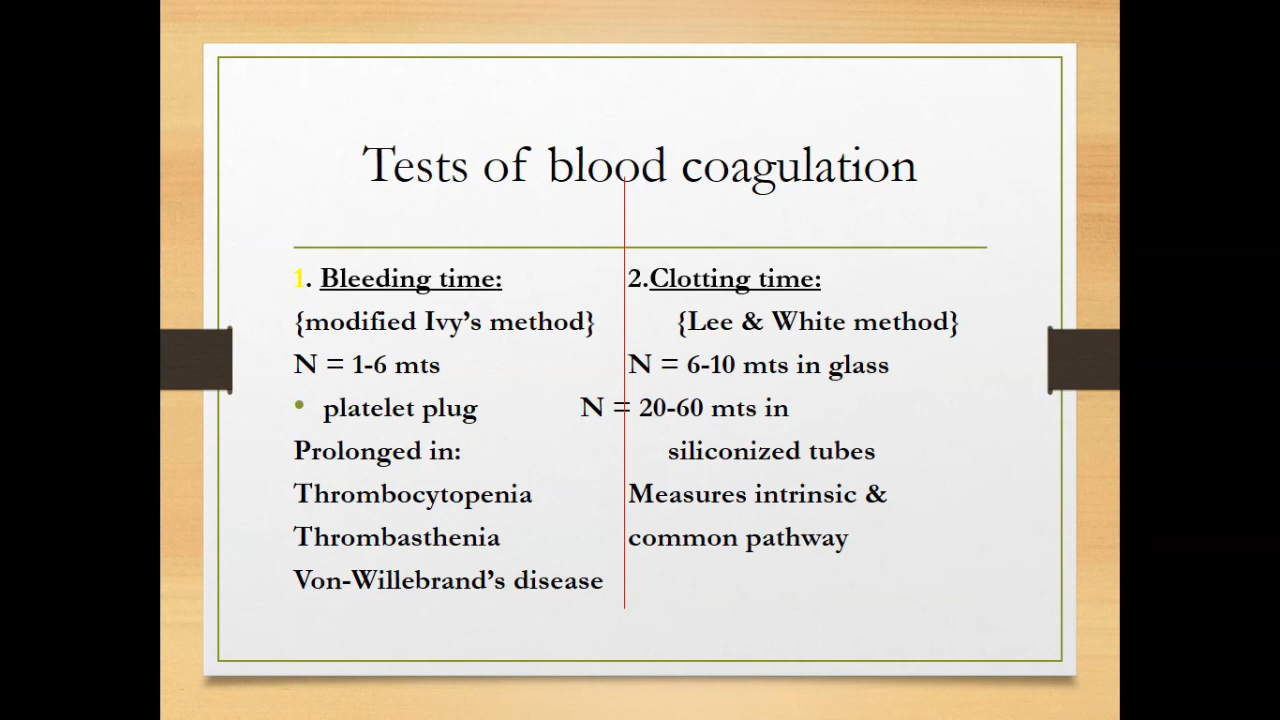 Tests of blood coagulation
1. Bleeding time:
{modified Ivy’s method}
N = 1-6 mts
• platelet plug
Prolonged in:
Thrombocytopenia
Thrombasthenia
Von-Willebrand’s disease
2.Clotting time:
{Lee & White method}
N = 6-10 mts in glass
N = 20-60 mts in
siliconized tubes
Measures intrinsic &
common pathway